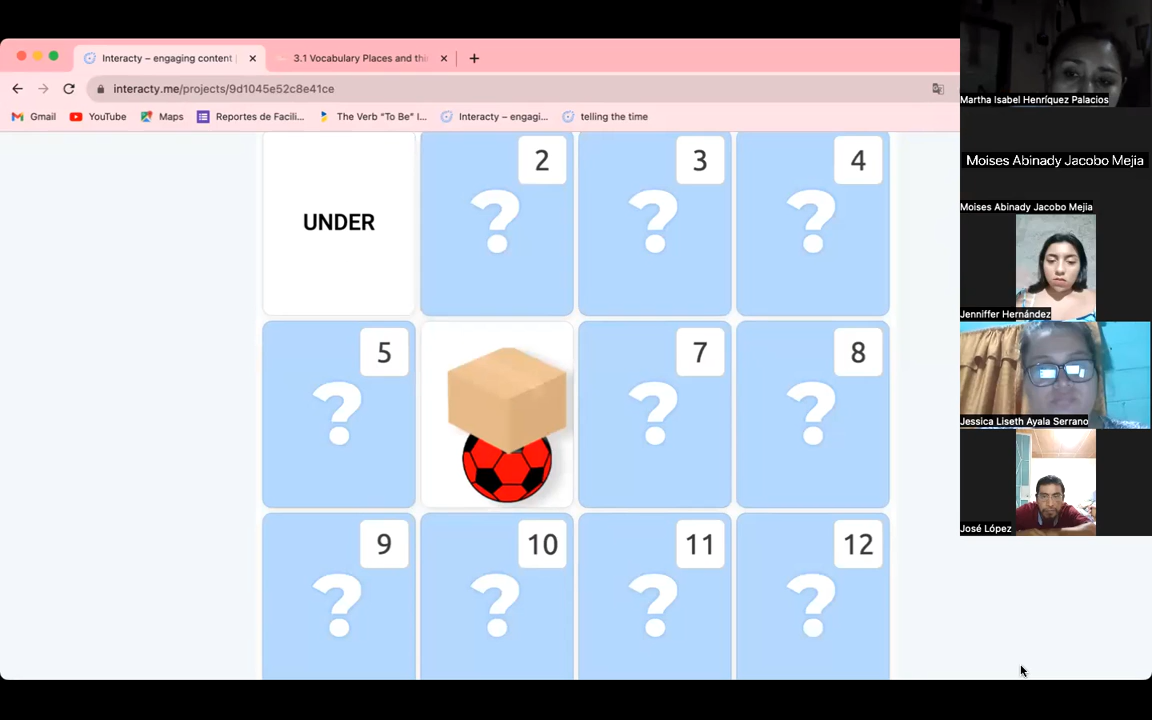 Interacty – engaging content
3.1 Vocabulary Places and thi
interacty.me/projects/9d1045e52c8e41ce
Gmail
YouTube
Maps
Reportes de Facili...
The Verb "To Be" I...
Interacty – engagi...
telling the time
UNDER
2
3
4
5
7
8
9
10
11
12
Martha Isabel Henríquez Palacios
Moises Abinady Jacobo Mejia
Moises Abinady Jacobo Mejia
Jenniffer Hernández
Jessica Liseth Ayala Serrano
José López